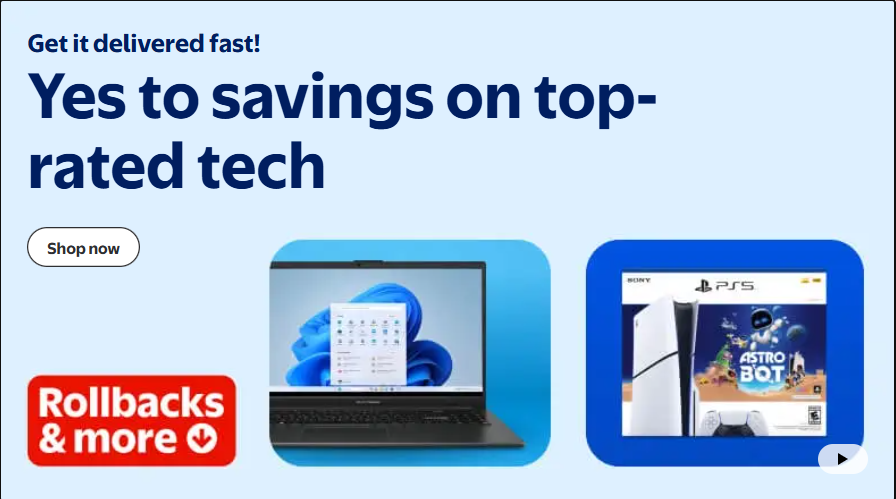 Get it delivered fast!
Yes to savings on top-
rated tech
Shop now
Rollbacks
& more
SONY
PS5
ASTRO
BOT